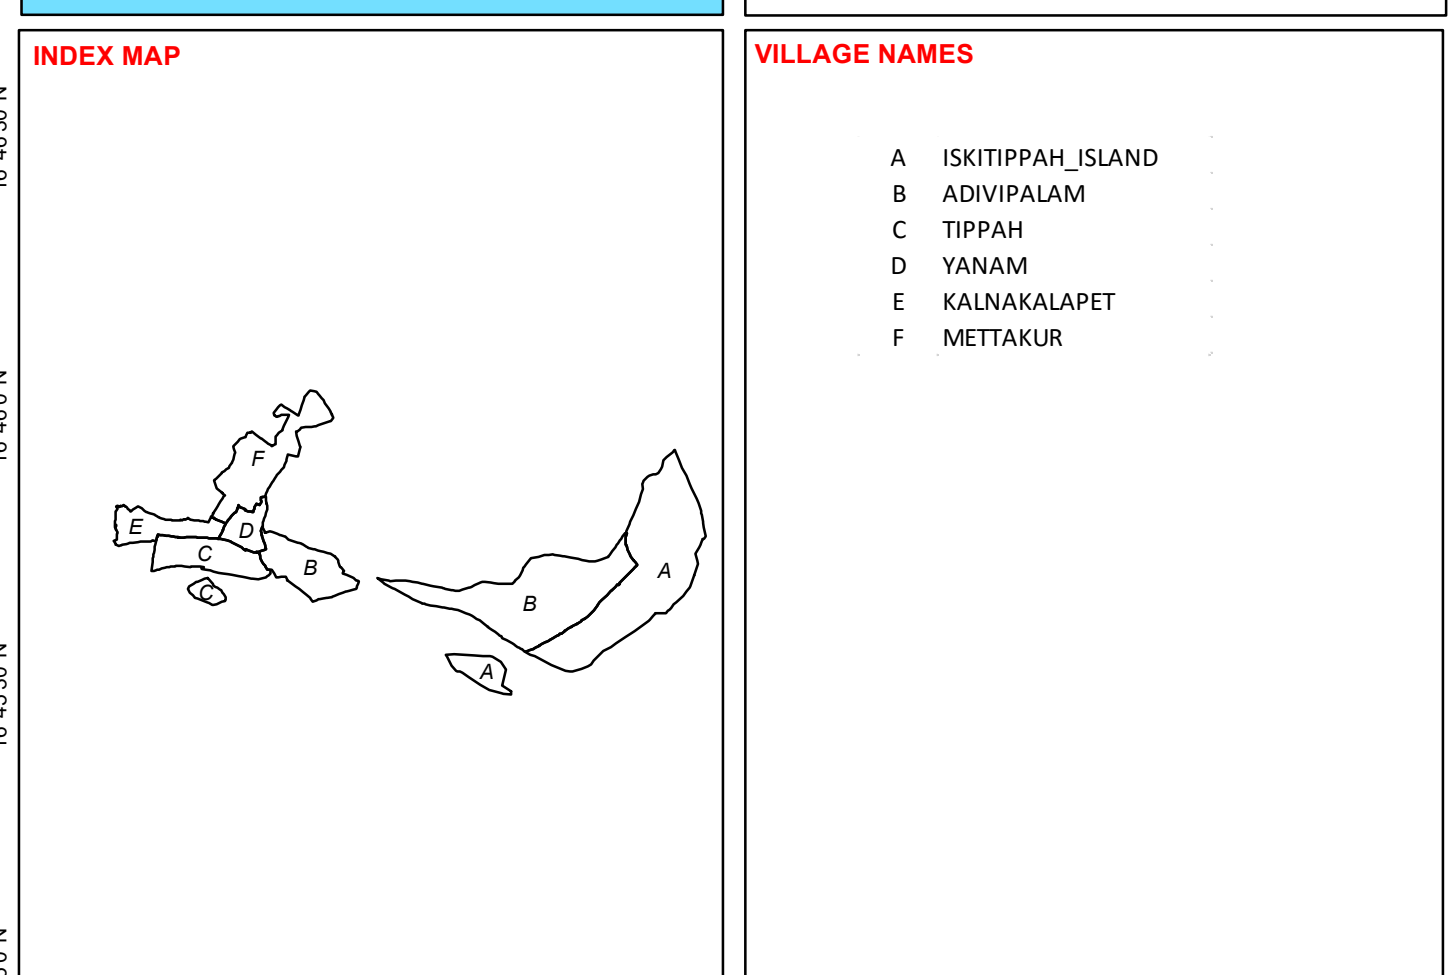 INDEX MAP
F
E
D
C
B
C
B
A
A
VILLAGE NAMES
A ISKITIPPAH_ISLAND
B ADIVIPALAM
C TIPPAH
D YANAM
E KALNAKALAPET
F METTAKUR